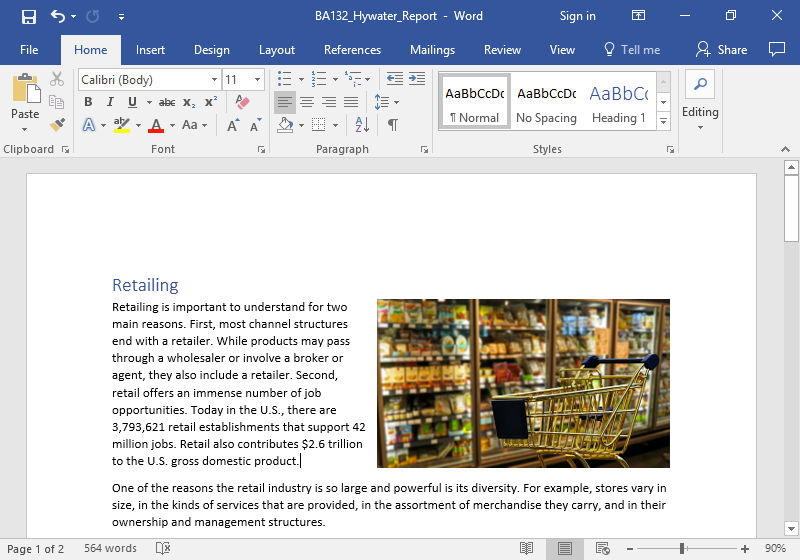 BA132_Hywater_Report - Word
Sign in
File Home Insert Design Layout References Mailings Review View Tell me Share
Paste
Calibri (Body) 11
B I U abc x₂ x²
A ab A Aa A A
AaBbCcDc AaBbCcDc AaBbCc
¶ Normal No Spacing Heading 1
Editing
Clipboard Font Paragraph Styles
Retailing
Retailing is important to understand for two
main reasons. First, most channel structures
end with a retailer. While products may pass
through a wholesaler or involve a broker or
agent, they also include a retailer. Second,
retail offers an immense number of job
opportunities. Today in the U.S., there are
3,793,621 retail establishments that support 42
million jobs. Retail also contributes $2.6 trillion
to the U.S. gross domestic product.
One of the reasons the retail industry is so large and powerful is its diversity. For example, stores vary in
size, in the kinds of services that are provided, in the assortment of merchandise they carry, and in their
ownership and management structures.
Page 1 of 2 564 words 90%